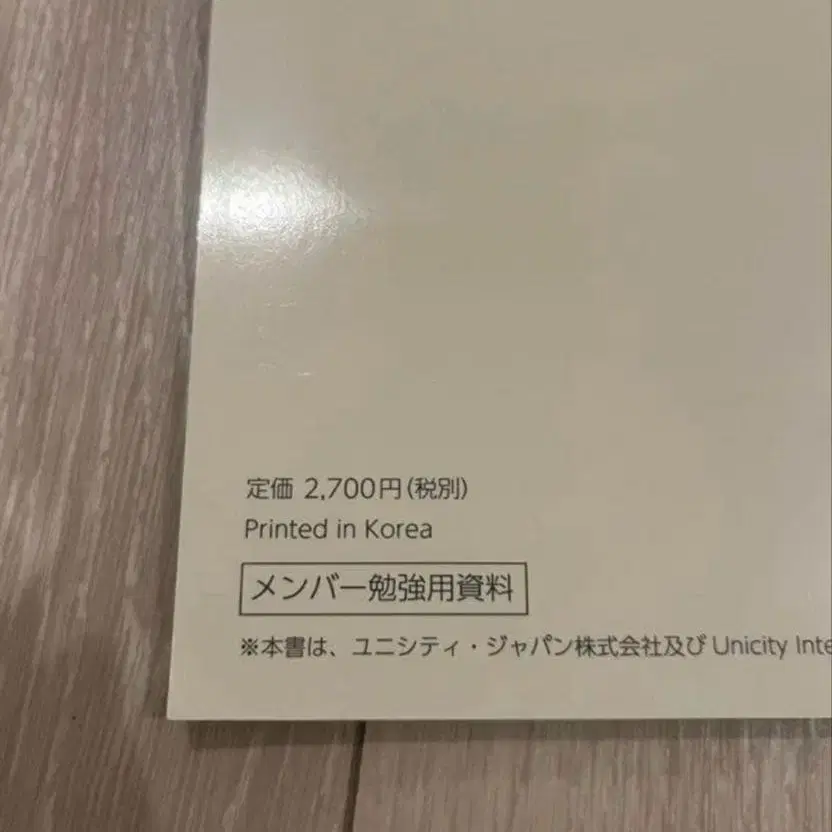 定価 2,700円(税別)
Printed in Korea
メンバー勉強用資料
※本書は、ユニシティ・ジャパン株式会社及び Unicity Inte